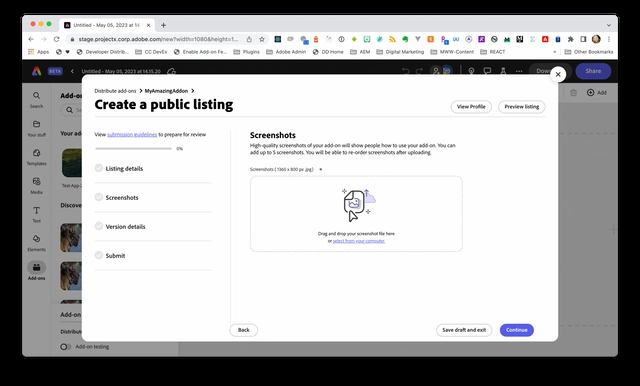 Untitled - May 05, 2023 at 14
stage.projects.corp.adobe.com/new?width=1080&height=1...
Apps
Developer Distrib...
CC DevEx
Enable Add-on Fe...
Plugins
Adobe Admin
DD Home
AEM
Digital Marketing
MWW-Content
REACT
Other Bookmarks
BETA
Untitled - May 05, 2023 at 14.15.20
Share
Search
Your stuff
Templates
Media
Text
Elements
Add-ons
Your add
Test App
Discove
Add-on
Distribut
Add-on testing
Add
Distribute add-ons > MyAmazingAddon >
Create a public listing
View Profile
Preview listing
View submission guidelines to prepare for review
0%
Listing details
Screenshots
Version details
Submit
Screenshots
High-quality screenshots of your add-on will show people how to use your add-on. You can
add up to 5 screenshots. You will be able to re-order screenshots after uploading.
Screenshots (1360 x 800 px .jpg) *
Drag and drop your screenshot file here
or select from your computer.
Back
Save draft and exit
Continue